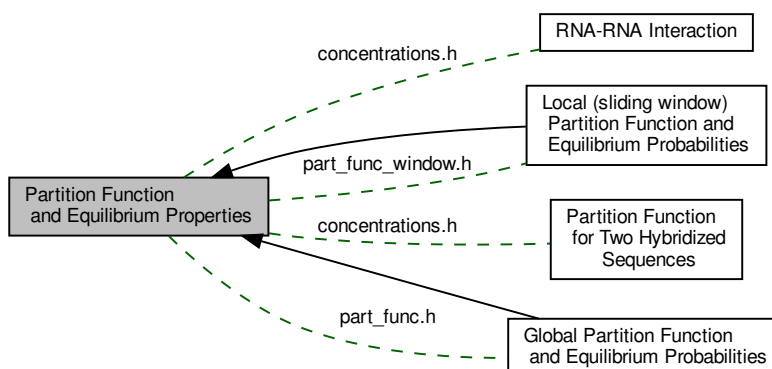 RNA-RNA Interaction
concentrations.h
Local (sliding window)
Partition Function and
Equilibrium Probabilities
part_func_window.h
Partition Function
and Equilibrium Properties
concentrations.h
Partition Function
for Two Hybridized
Sequences
part_func.h
Global Partition Function
and Equilibrium Probabilities